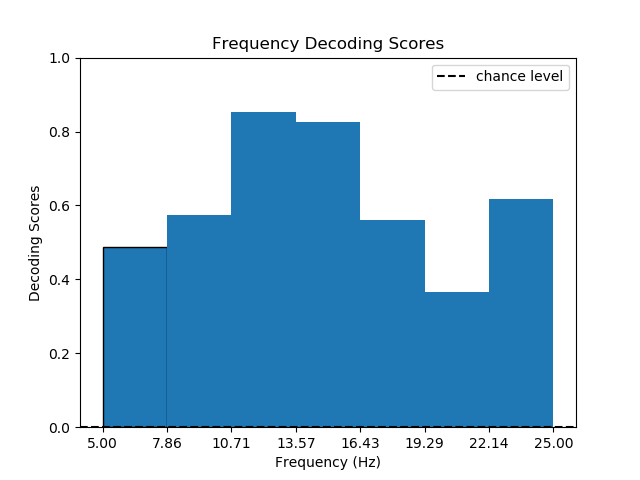 Frequency Decoding Scores
chance level
Decoding Scores
1.0
0.8
0.6
0.4
0.2
0.0
5.00 7.86 10.71 13.57 16.43 19.29 22.14 25.00
Frequency (Hz)